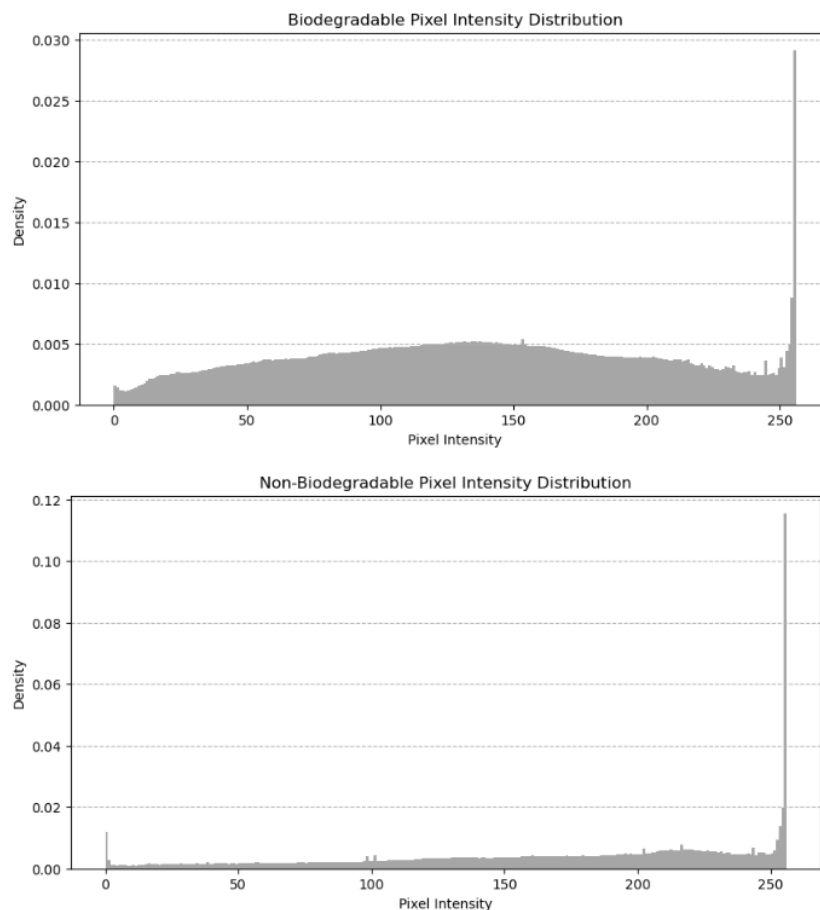 Biodegradable Pixel Intensity Distribution
0.030
0.025
0.020
0.015
0.010
0.005
0.000
Density
0 50 100 150 200 250
Pixel Intensity
Non-Biodegradable Pixel Intensity Distribution
0.12
0.10
0.08
0.06
0.04
0.02
0.00
Density
0 50 100 150 200 250
Pixel Intensity